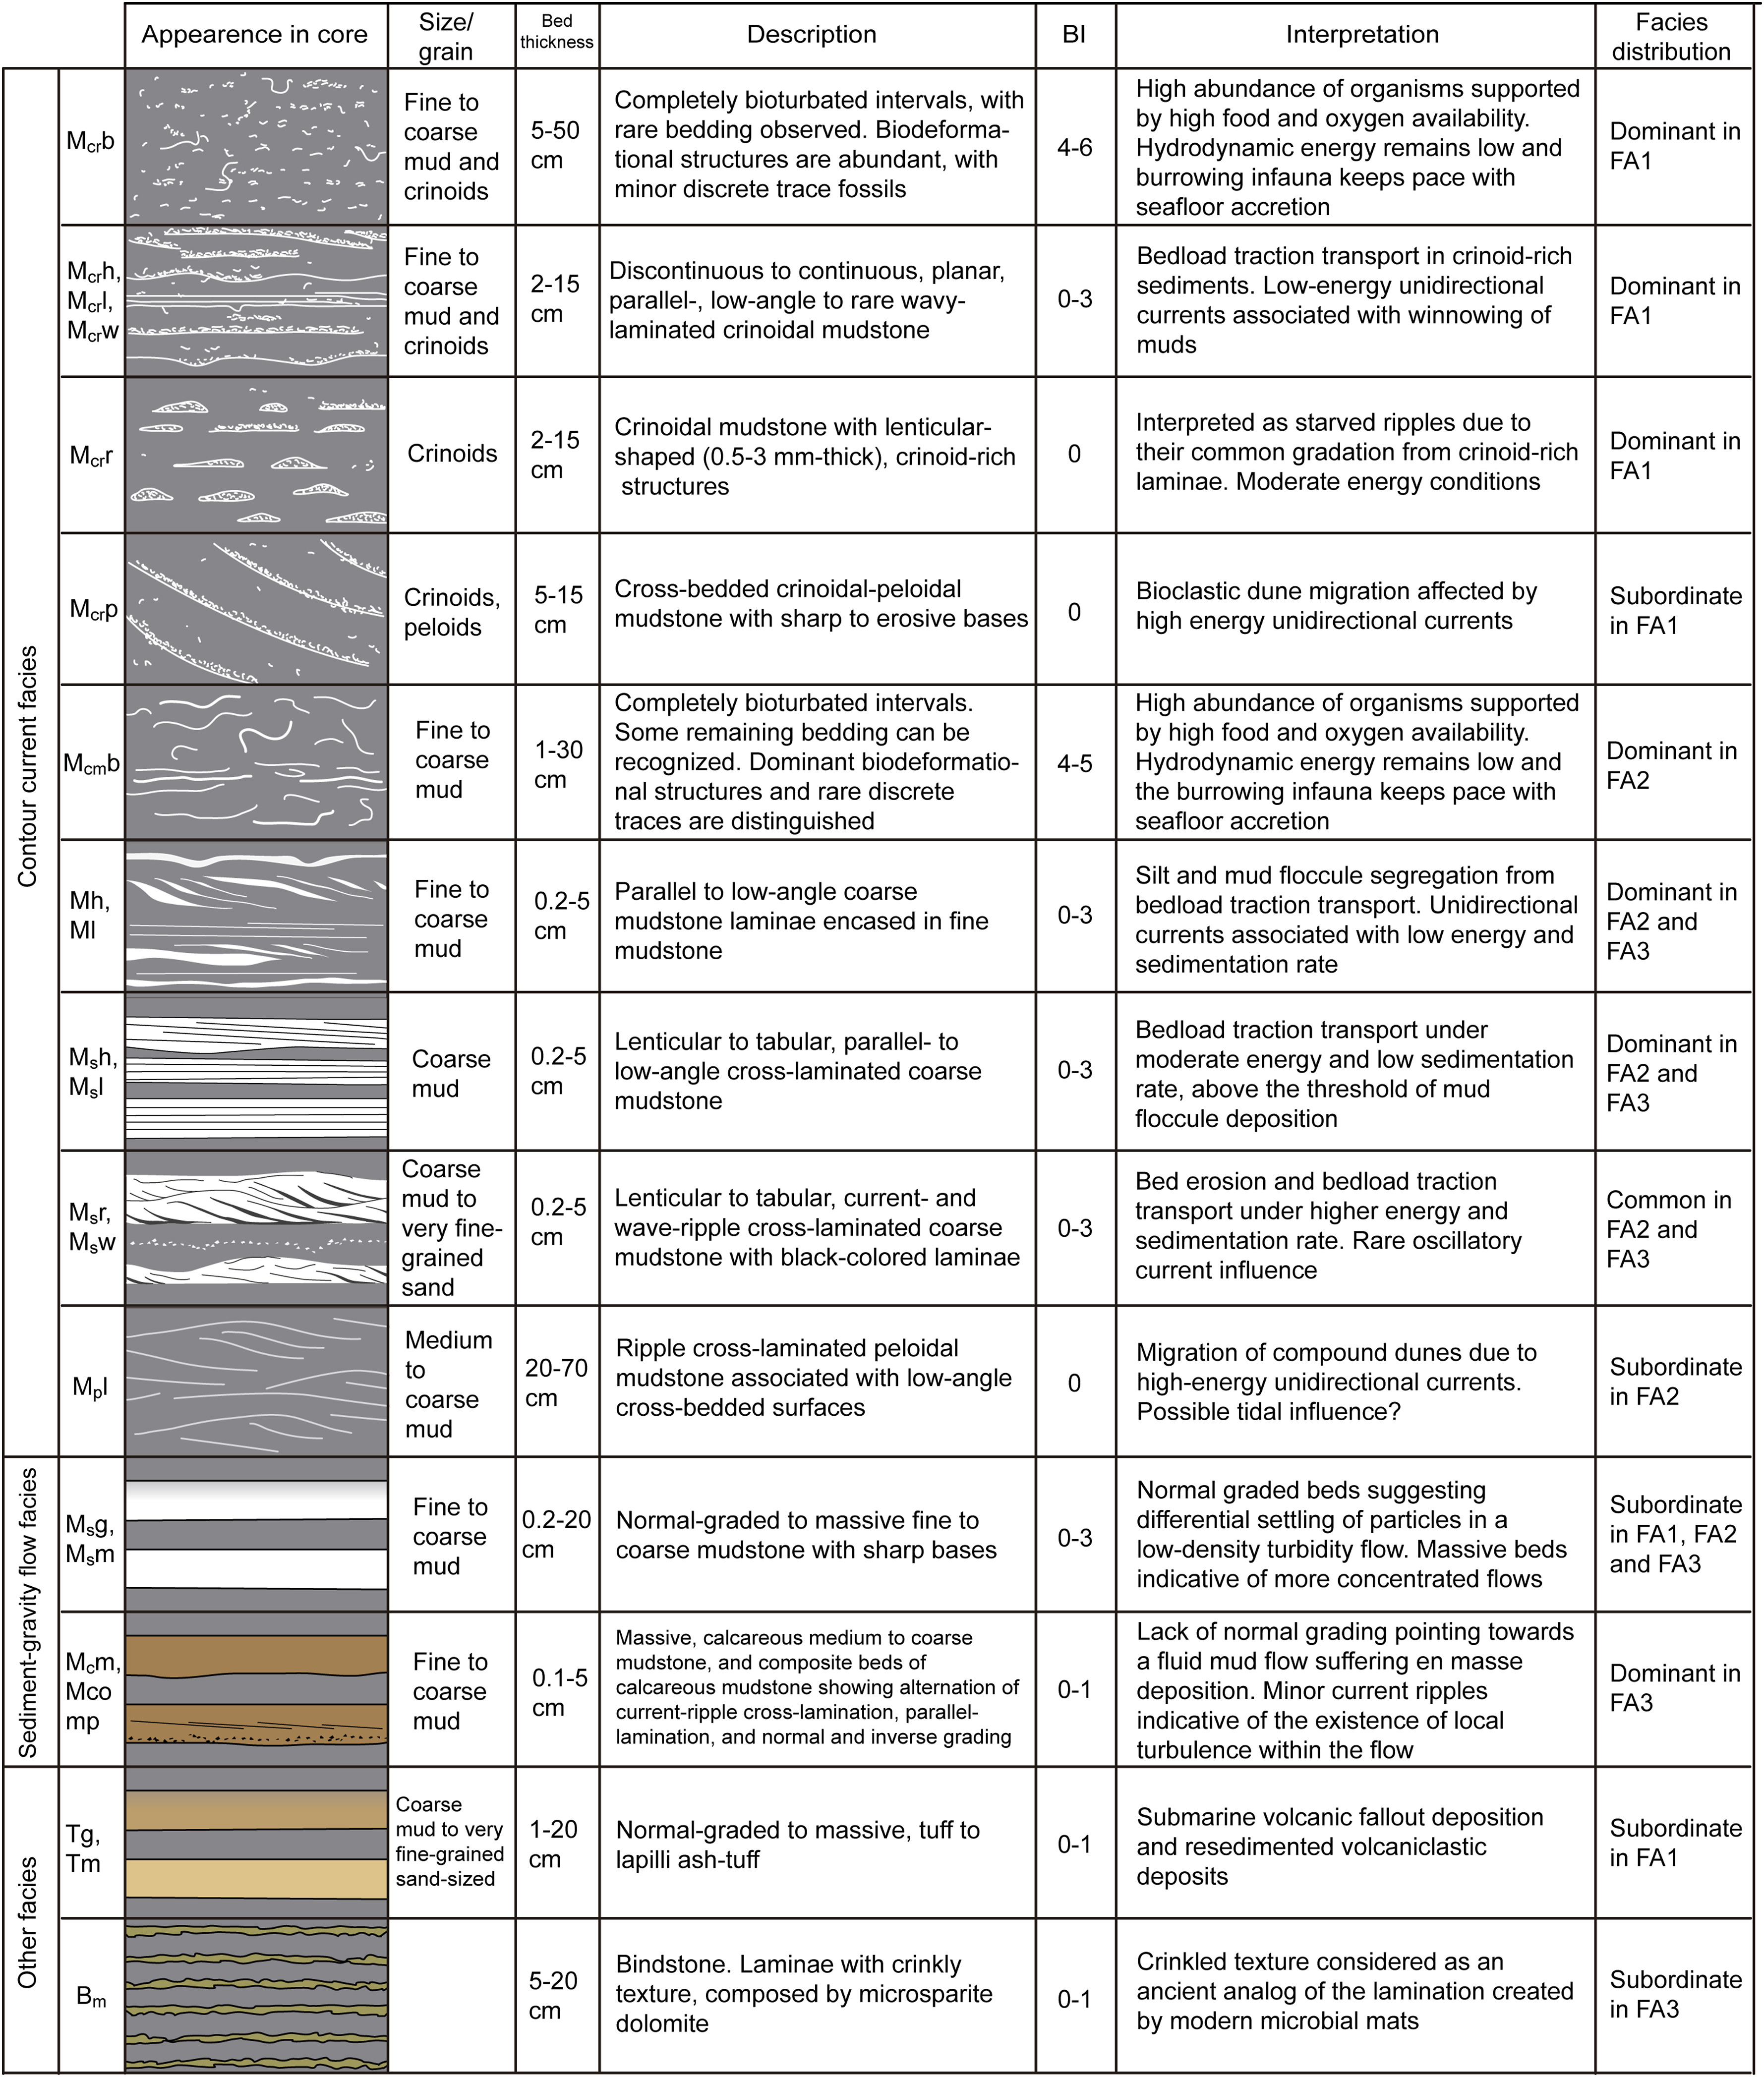 Appearence in core
Size/
grain
Bed
thickness
Description
BI
Interpretation
Facies
distribution
Contour current facies
Mcrb
Fine to
coarse
mud and
crinoids
5-50
cm
Completely bioturbated intervals, with
rare bedding observed. Biodeforma-
tional structures are abundant, with
minor discrete trace fossils
4-6
High abundance of organisms supported
by high food and oxygen availability.
Hydrodynamic energy remains low and
burrowing infauna keeps pace with
seafloor accretion
Dominant in
FA1
Mcrh,
Mcrl,
Mcrw
Fine to
coarse
mud and
crinoids
2-15
cm
Discontinuous to continuous, planar,
parallel-, low-angle to rare wavy-
laminated crinoidal mudstone
0-3
Bedload traction transport in crinoid-rich
sediments. Low-energy unidirectional
currents associated with winnowing of
muds
Dominant in
FA1
Mcrr
Crinoids
2-15
cm
Crinoidal mudstone with lenticular-
shaped (0.5-3 mm-thick), crinoid-rich
structures
0
Interpreted as starved ripples due to
their common gradation from crinoid-rich
laminae. Moderate energy conditions
Dominant in
FA1
Mcrp
Crinoids,
peloids
5-15
cm
Cross-bedded crinoidal-peloidal
mudstone with sharp to erosive bases
0
Bioclastic dune migration affected by
high energy unidirectional currents
Subordinate
in FA1
Mcmb
Fine to
coarse
mud
1-30
cm
Completely bioturbated intervals.
Some remaining bedding can be
recognized. Dominant biodeformatio-
nal structures and rare discrete
traces are distinguished
4-5
High abundance of organisms supported
by high food and oxygen availability.
Hydrodynamic energy remains low and
the burrowing infauna keeps pace with
seafloor accretion
Dominant in
FA2
Mh,
Ml
Fine to
coarse
mud
0.2-5
cm
Parallel to low-angle coarse
mudstone laminae encased in fine
mudstone
0-3
Silt and mud floccule segregation from
bedload traction transport. Unidirectional
currents associated with low energy and
sedimentation rate
Dominant in
FA2 and
FA3
Msh,
Msl
Coarse
mud
0.2-5
cm
Lenticular to tabular, parallel- to
low-angle cross-laminated coarse
mudstone
0-3
Bedload traction transport under
moderate energy and low sedimentation
rate, above the threshold of mud
floccule deposition
Dominant in
FA2 and
FA3
Msr,
Msw
Coarse
mud to
very fine-
grained
sand
0.2-5
cm
Lenticular to tabular, current- and
wave-ripple cross-laminated coarse
mudstone with black-colored laminae
0-3
Bed erosion and bedload traction
transport under higher energy and
sedimentation rate. Rare oscillatory
current influence
Common in
FA2 and
FA3
Mpl
Medium
to
coarse
mud
20-70
cm
Ripple cross-laminated peloidal
mudstone associated with low-angle
cross-bedded surfaces
0
Migration of compound dunes due to
high-energy unidirectional currents.
Possible tidal influence?
Subordinate
in FA2
Sediment-gravity flow facies
Msg,
Msm
Fine to
coarse
mud
0.2-20
cm
Normal-graded to massive fine to
coarse mudstone with sharp bases
0-3
Normal graded beds suggesting
differential settling of particles in a
low-density turbidity flow. Massive beds
indicative of more concentrated flows
Subordinate
in FA1, FA2
and FA3
Mcm,
Mco
mp
Fine to
coarse
mud
0.1-5
cm
Massive, calcareous medium to coarse
mudstone, and composite beds of
calcareous mudstone showing alternation of
current-ripple cross-lamination, parallel-
lamination, and normal and inverse grading
0-1
Lack of normal grading pointing towards
a fluid mud flow suffering en masse
deposition. Minor current ripples
indicative of the existence of local
turbulence within the flow
Dominant in
FA3
Other facies
Tg,
Tm
Coarse
mud to very
fine-grained
sand-sized
1-20
cm
Normal-graded to massive, tuff to
lapilli ash-tuff
0-1
Submarine volcanic fallout deposition
and resedimented volcaniclastic
deposits
Subordinate
in FA1
Bm
5-20
cm
Bindstone. Laminae with crinkly
texture, composed by microsparite
dolomite
0-1
Crinkled texture considered as an
ancient analog of the lamination created
by modern microbial mats
Subordinate
in FA3